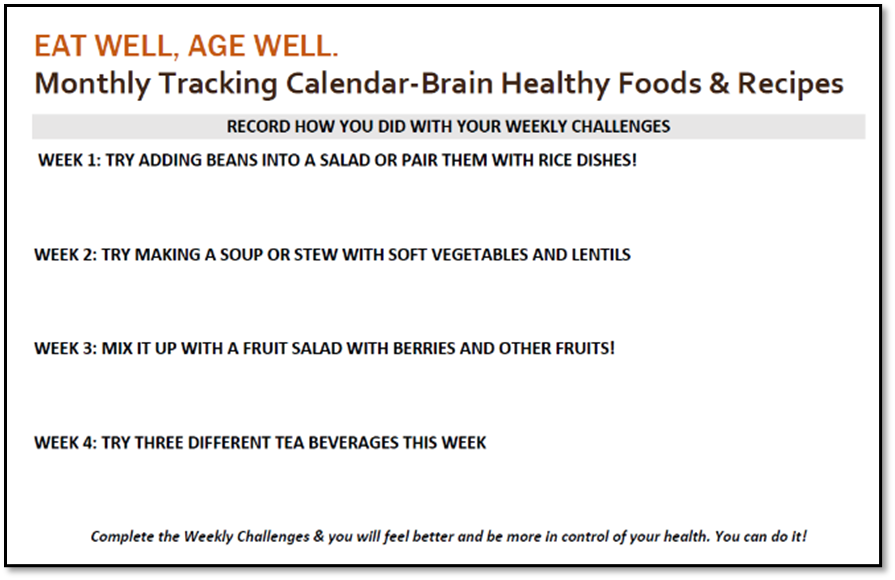 EAT WELL, AGE WELL.
Monthly Tracking Calendar-Brain Healthy Foods & Recipes
RECORD HOW YOU DID WITH YOUR WEEKLY CHALLENGES
WEEK 1: TRY ADDING BEANS INTO A SALAD OR PAIR THEM WITH RICE DISHES!
WEEK 2: TRY MAKING A SOUP OR STEW WITH SOFT VEGETABLES AND LENTILS
WEEK 3: MIX IT UP WITH A FRUIT SALAD WITH BERRIES AND OTHER FRUITS!
WEEK 4: TRY THREE DIFFERENT TEA BEVERAGES THIS WEEK
Complete the Weekly Challenges & you will feel better and be more in control of your health. You can do it!